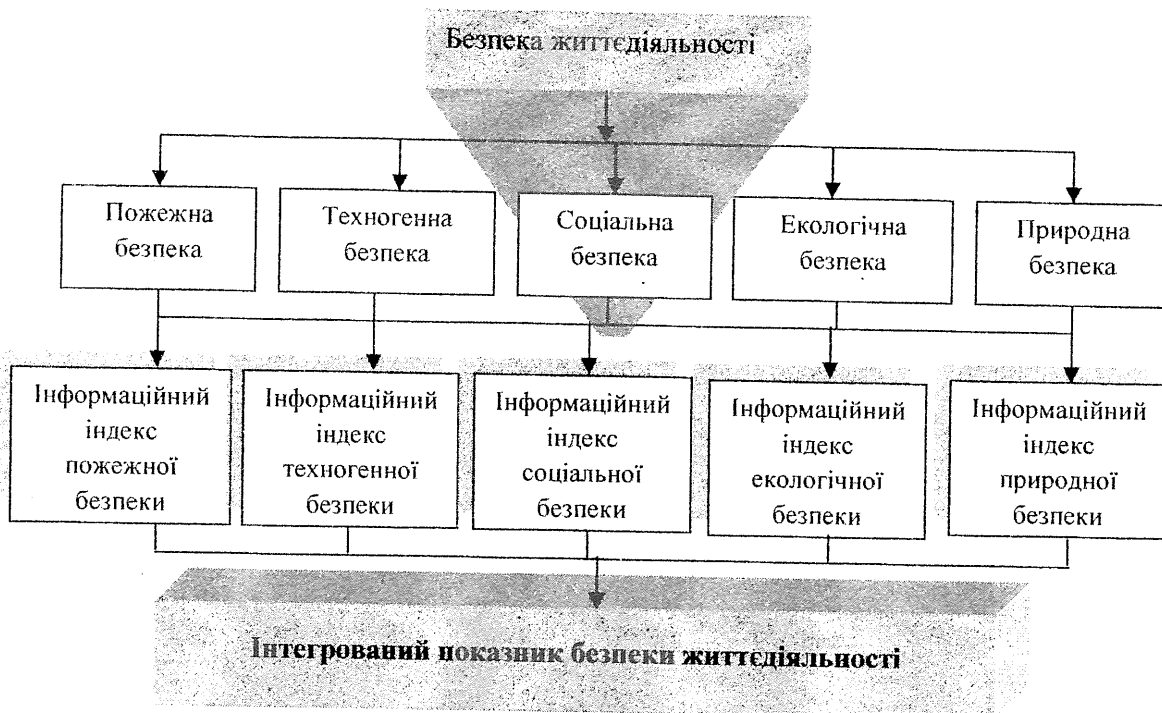 Безпека життєдіяльності
Пожежна
безпека
Техногенна
безпека
Соціальна
безпека
Екологічна
безпека
Природна
безпека
Інформаційний
індекс
пожежної
безпеки
Інформаційний
індекс
техногенної
безпеки
Інформаційний
індекс
соціальної
безпеки
Інформаційний
індекс
екологічної
безпеки
Інформаційний
індекс
природної
безпеки
Інтегрований показник безпеки життєдіяльності